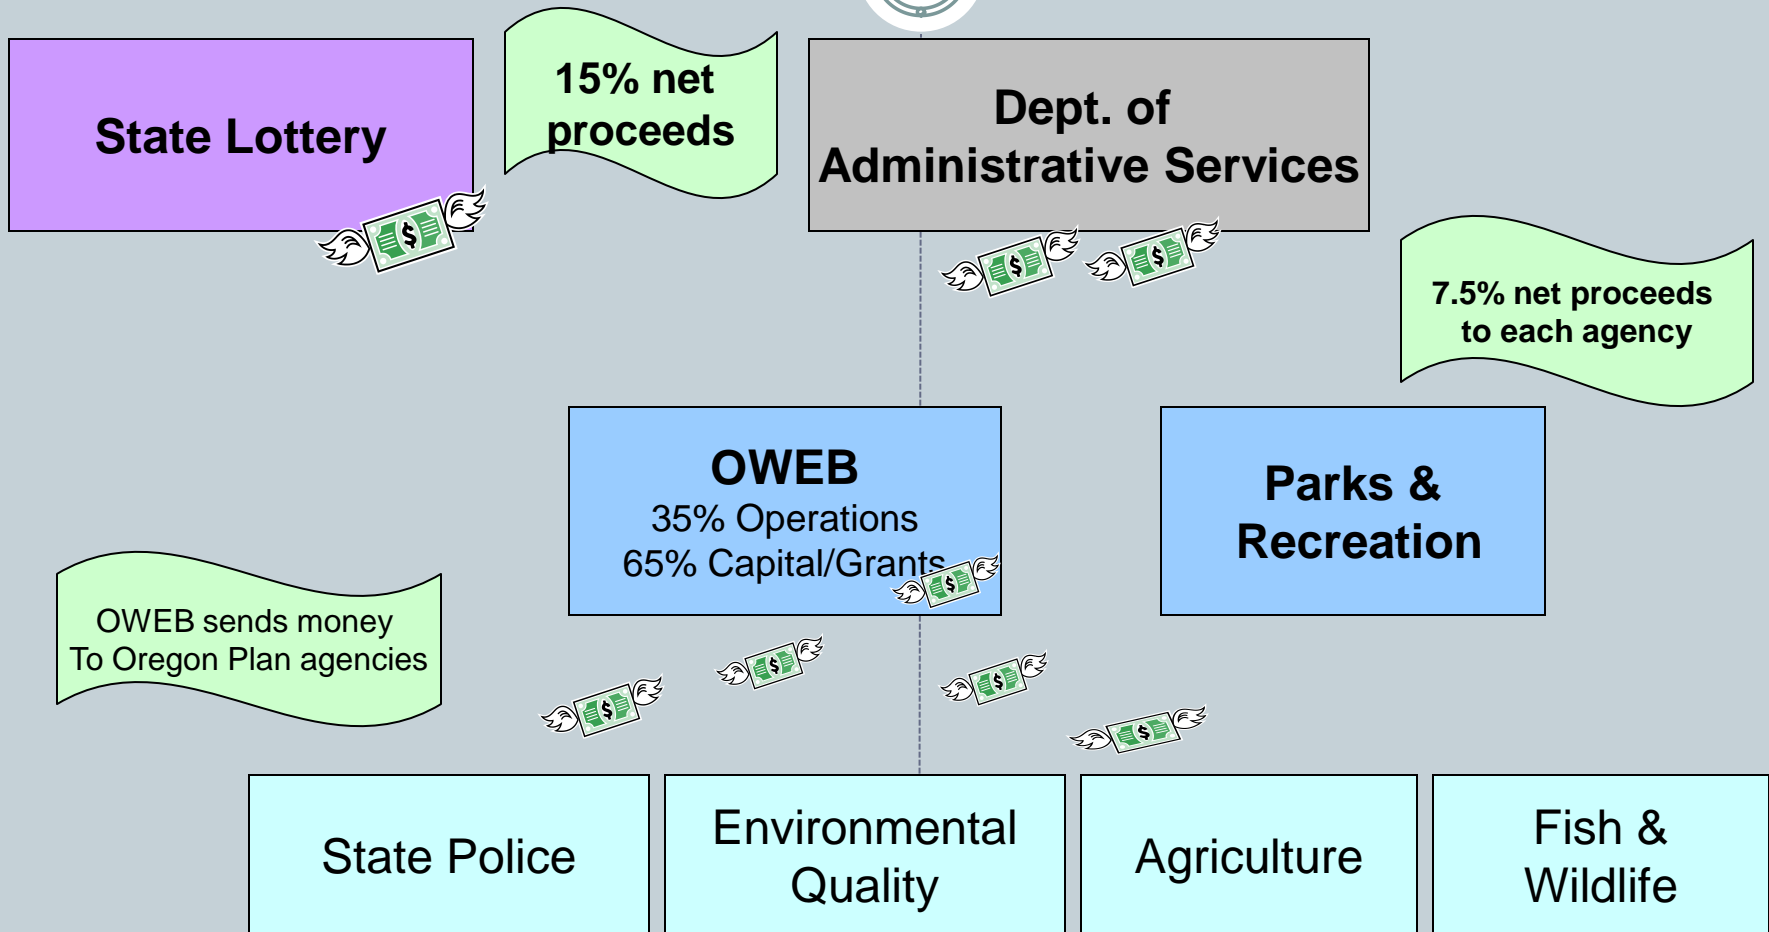 State Lottery
15% net
proceeds
Dept. of
Administrative Services
7.5% net proceeds
to each agency
OWEB
35% Operations
65% Capital/Grants
Parks &
Recreation
OWEB sends money
To Oregon Plan agencies
State Police
Environmental
Quality
Agriculture
Fish &
Wildlife